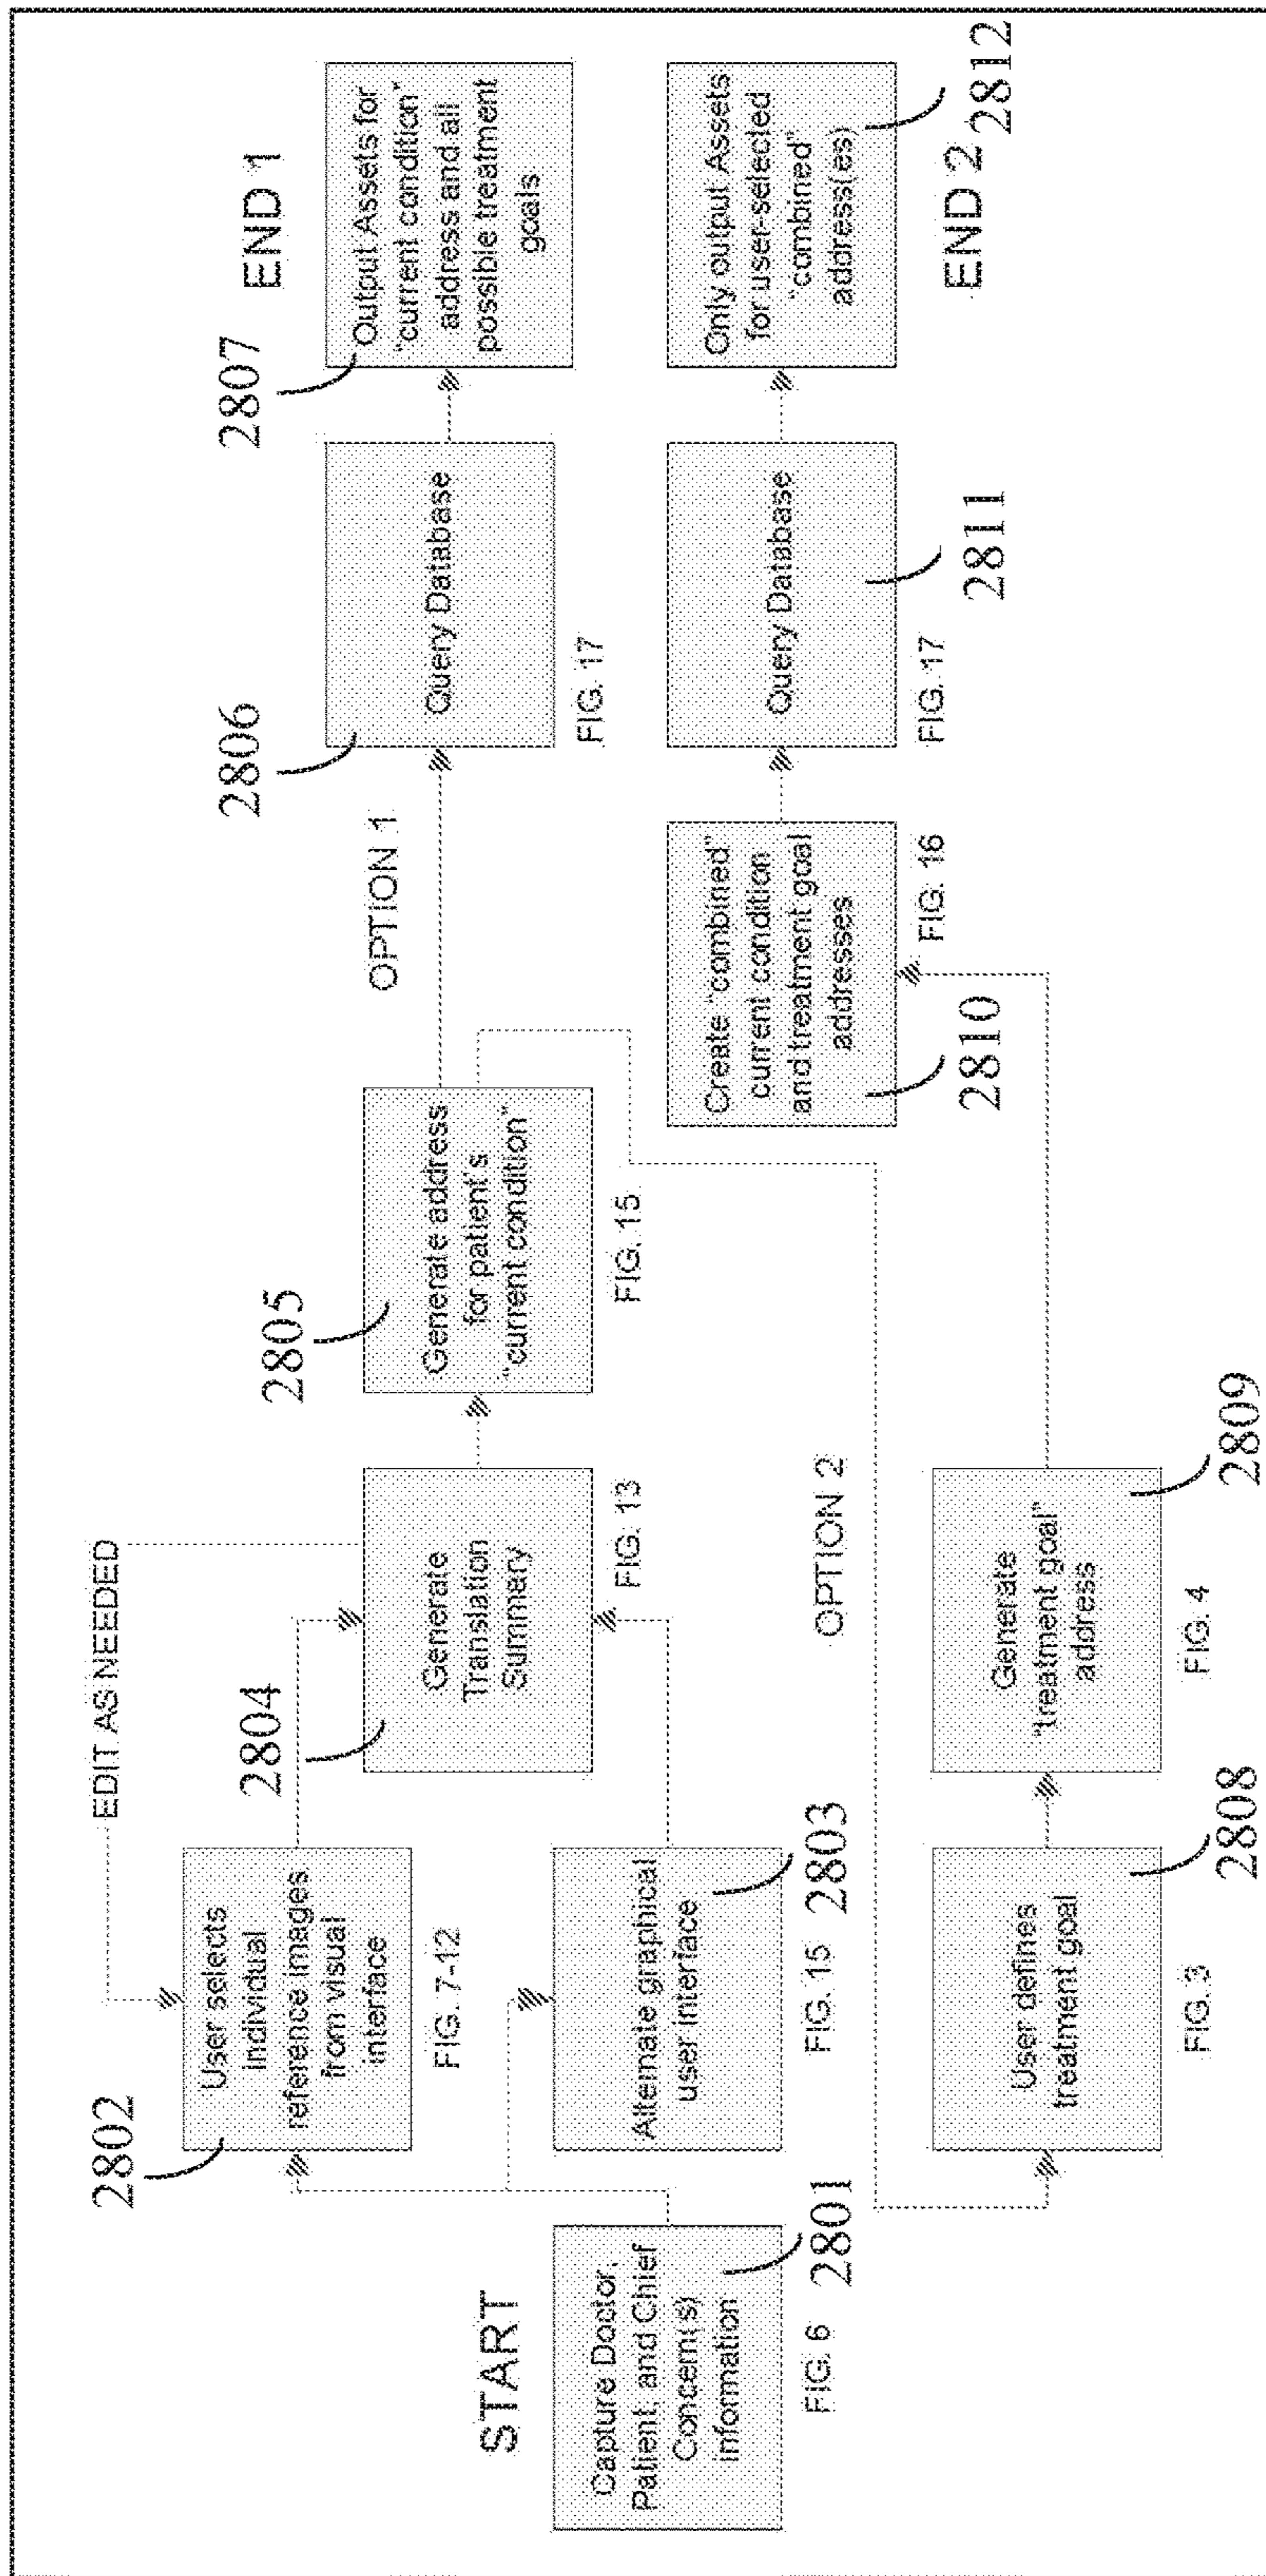 START
Capture Doctor,
Patient, and Chief
Concern(s)
information
FIG. 6
2801
2802
User selects
individual
reference images
from visual
interface
FIG. 7-12
EDIT AS NEEDED
Alternate graphical
user interface
FIG. 15
2803
2804
Generate
Translation
Summary
FIG. 13
2805
Generate address
for patient's
"current condition"
FIG. 15
OPTION 1
2806
Query Database
FIG. 17
2807
END 1
Output Assets for
"current condition"
address and all
possible treatment
goals
OPTION 2
User defines
treatment goal
FIG. 3
2808
Generate
"treatment goal"
address
FIG. 4
2809
Create "combined"
current condition
and treatment goal
addresses
FIG. 16
2810
Query Database
FIG. 17
2811
Only output Assets
for user-selected
"combined"
address(es)
END 2
2812